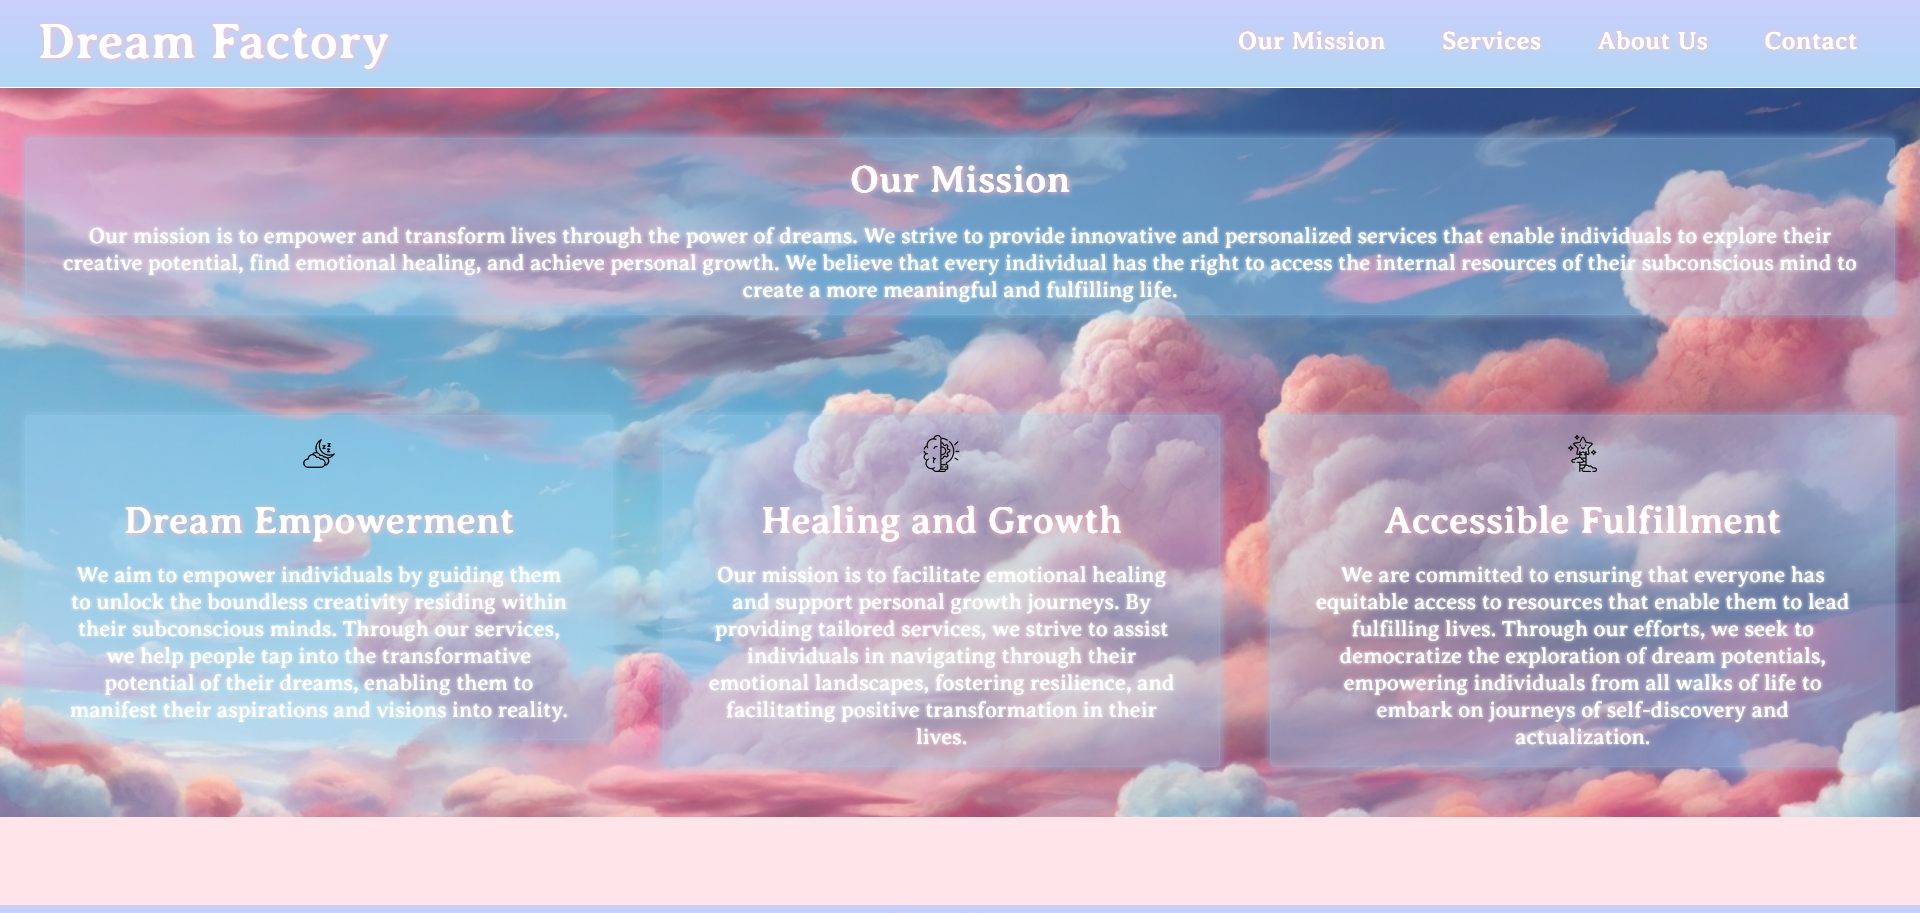 Dream Factory
Our Mission
Services
About Us
Contact
Our Mission
Our mission is to empower and transform lives through the power of dreams. We strive to provide innovative and personalized services that enable individuals to explore their
creative potential, find emotional healing, and achieve personal growth. We believe that every individual has the right to access the internal resources of their subconscious mind to
create a more meaningful and fulfilling life.
Dream Empowerment
We aim to empower individuals by guiding them
to unlock the boundless creativity residing within
their subconscious minds. Through our services,
we help people tap into the transformative
potential of their dreams, enabling them to
manifest their aspirations and visions into reality.
Healing and Growth
Our mission is to facilitate emotional healing
and support personal growth journeys. By
providing tailored services, we strive to assist
individuals in navigating through their
emotional landscapes, fostering resilience, and
facilitating positive transformation in their
lives.
Accessible Fulfillment
We are committed to ensuring that everyone has
equitable access to resources that enable them to lead
fulfilling lives. Through our efforts, we seek to
democratize the exploration of dream potentials,
empowering individuals from all walks of life to
embark on journeys of self-discovery and
actualization.